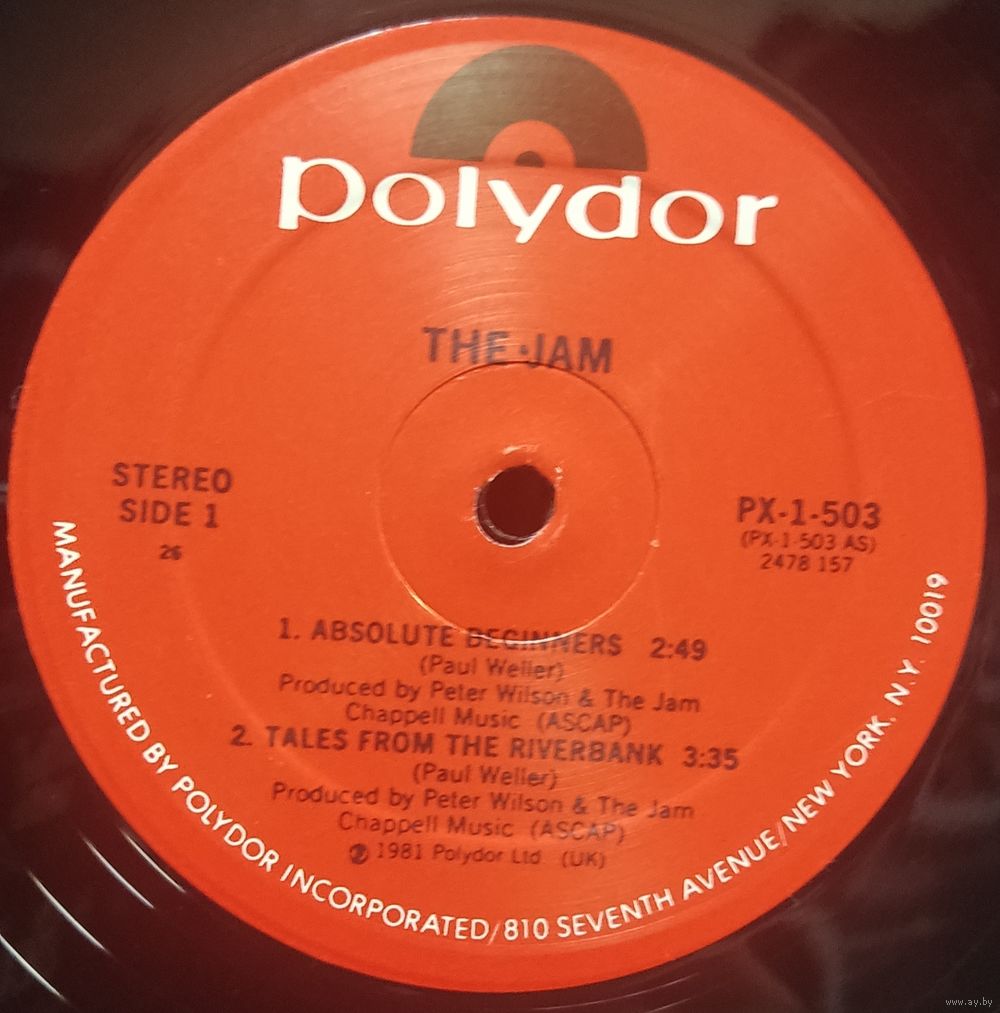 polydor
THE JAM
STEREO
SIDE 1
26
PX-1-503
(PX-1-503 AS)
2478 157
1. ABSOLUTE BEGINNERS 2:49
(Paul Weller)
Produced by Peter Wilson & The Jam
Chappell Music (ASCAP)
2. TALES FROM THE RIVERBANK 3:35
(Paul Weller)
Produced by Peter Wilson & The Jam
Chappell Music (ASCAP)
℗ 1981 Polydor Ltd (UK)
MANUFACTURED BY POLYDOR INCORPORATED/810 SEVENTH AVENUE/NEW YORK, N.Y. 10019
www.ay.by